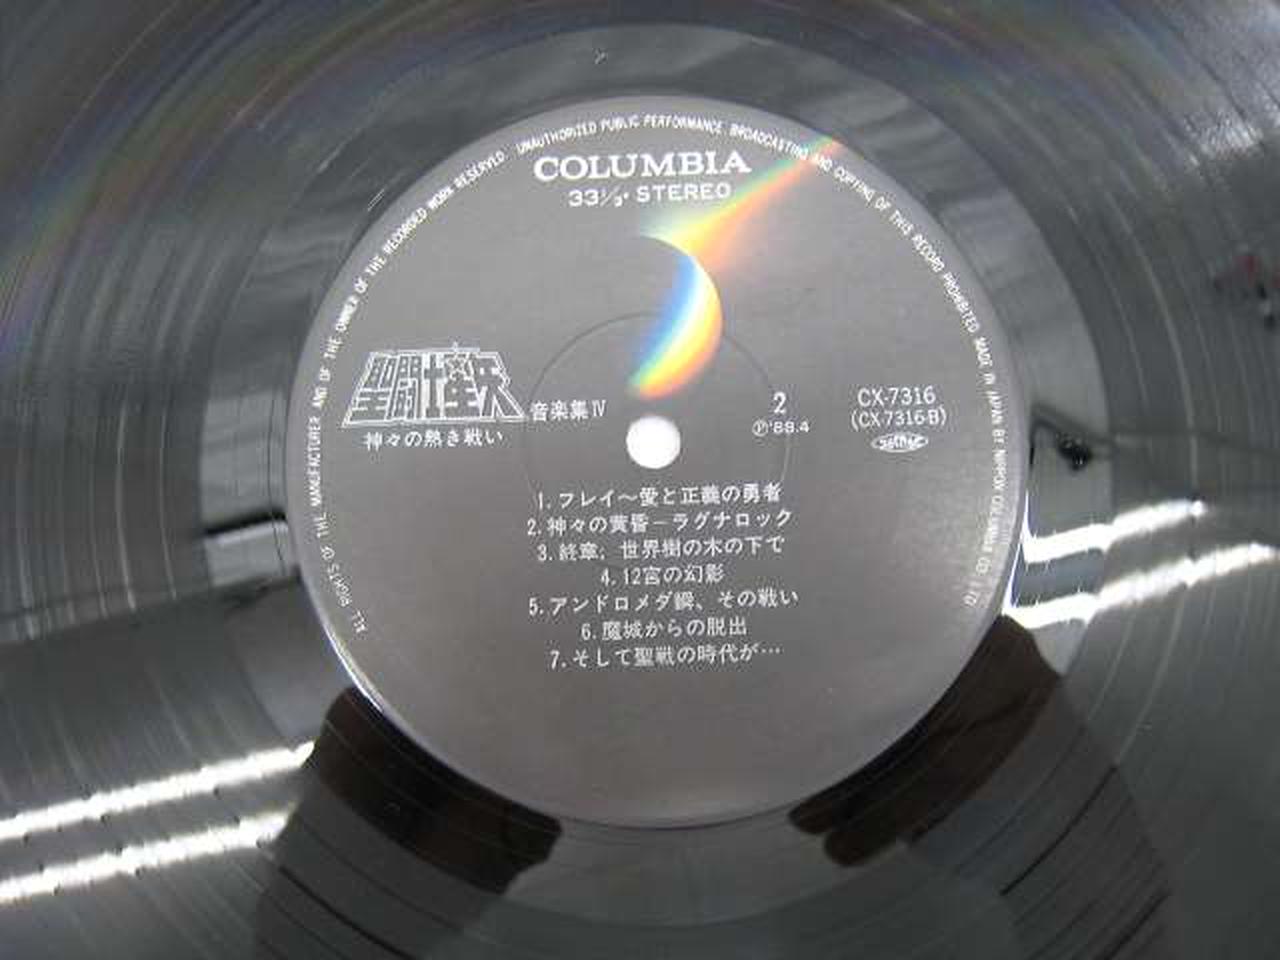 ALL RIGHTS OF THE MANUFACTURER AND OF THE OWNER OF THE RECORDED WORK RESERVED UNAUTHORIZED PUBLIC PERFORMANCE BROADCASTING AND COPYING OF THIS RECORD PROHIBITED MADE IN JAPAN BY NIPPON COLUMBIA CO., LTD.
COLUMBIA
33⅓· STEREO
聖闘士星矢 音楽集Ⅳ
神々の熱き戦い
2
Ⓟ'88.4
CX-7316
(CX-7316-B)
1. フレイ〜愛と正義の勇者
2. 神々の黄昏−ラグナロック
3. 終章、世界樹の木の下で
4. 12宮の幻影
5. アンドロメダ瞬、その戦い
6. 魔城からの脱出
7. そして聖戦の時代が…